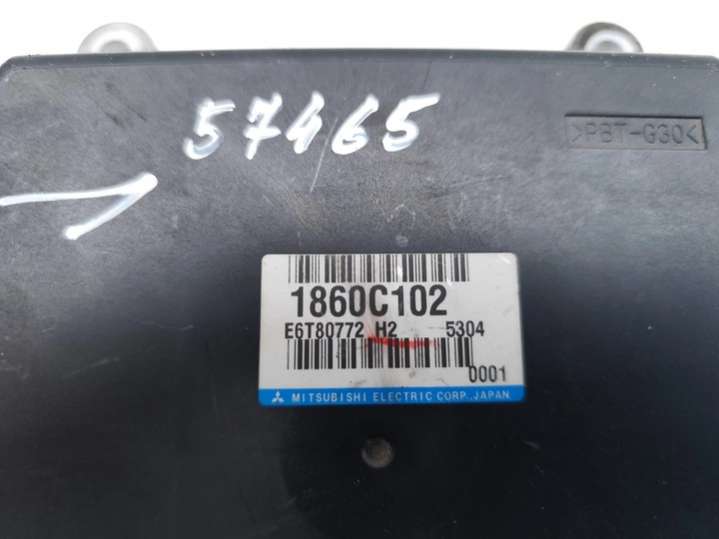 57465
>PBT-G30<
1860C102
E6T80772 H2 5304
0001
MITSUBISHI ELECTRIC CORP.,JAPAN